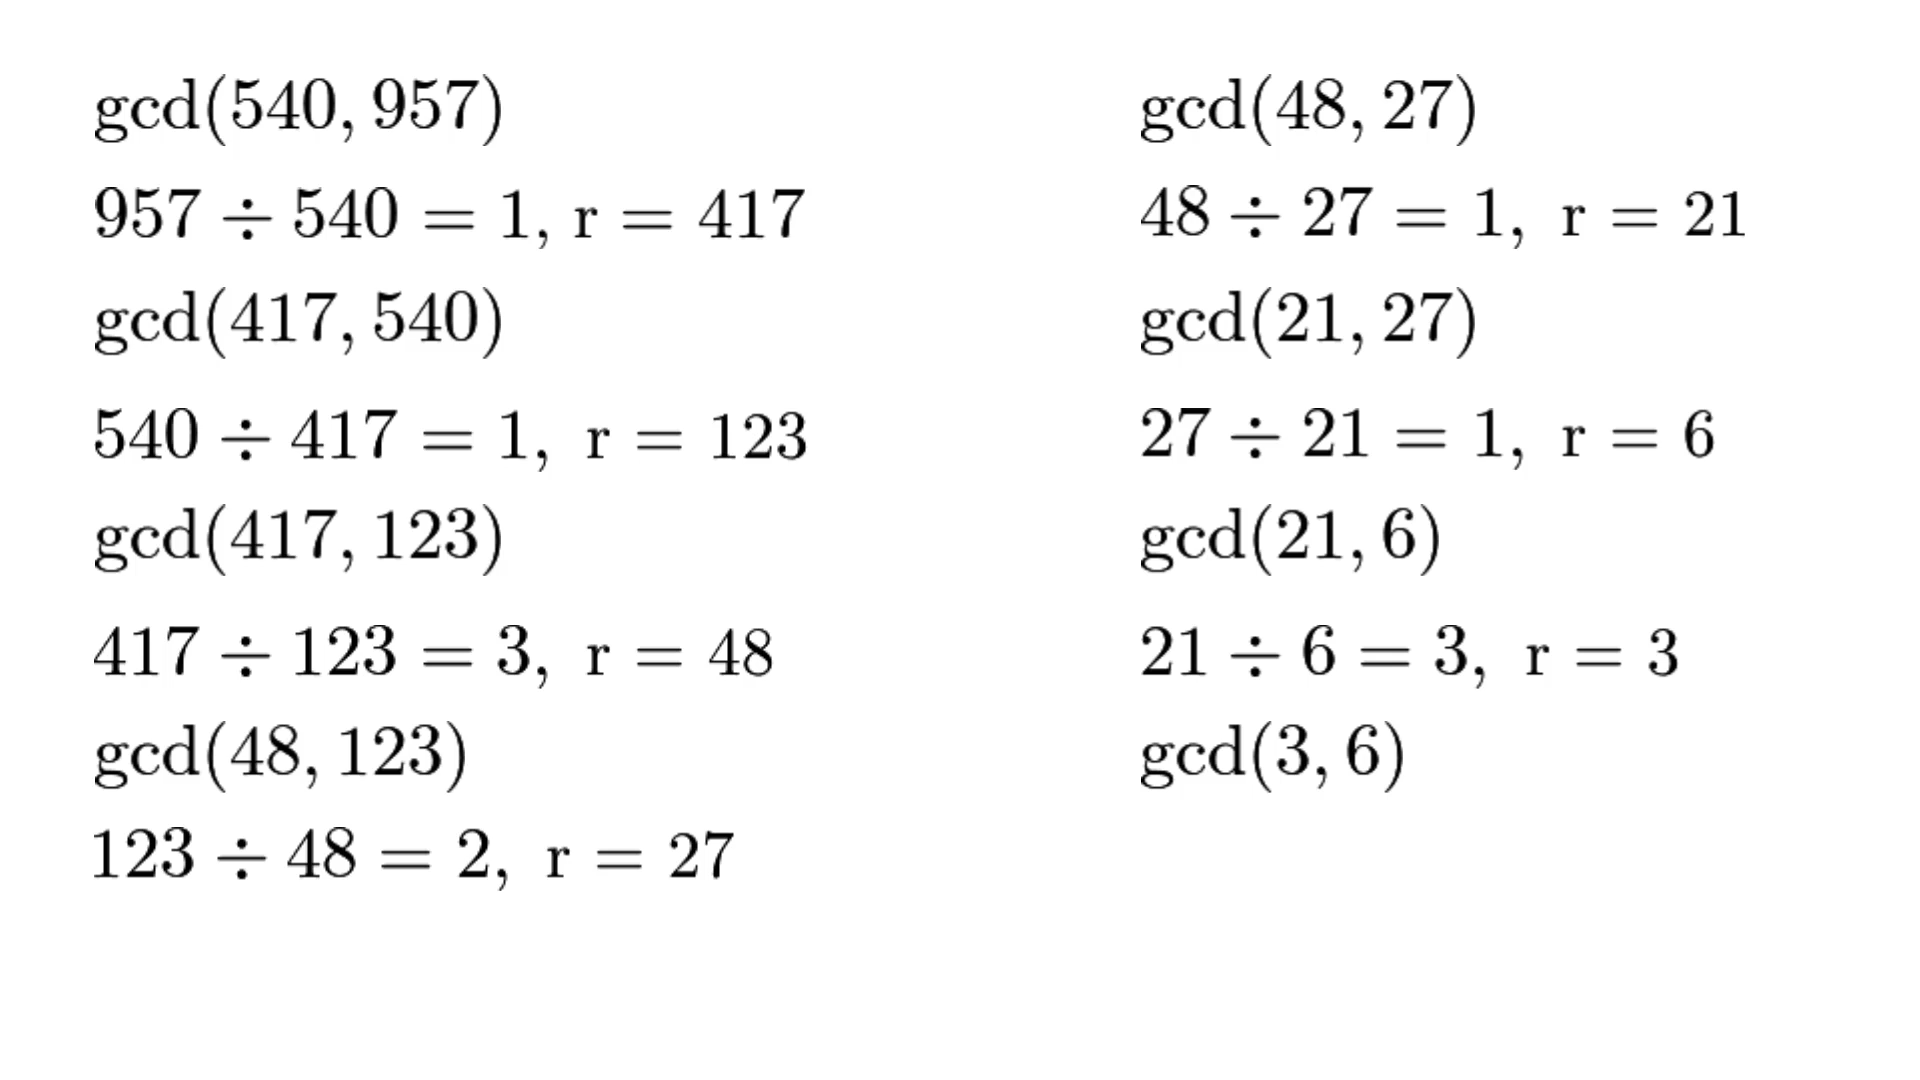 gcd(540, 957)
957 ÷ 540 = 1, r = 417
gcd(417, 540)
540 ÷ 417 = 1, r = 123
gcd(417, 123)
417 ÷ 123 = 3, r = 48
gcd(48, 123)
123 ÷ 48 = 2, r = 27
gcd(48, 27)
48 ÷ 27 = 1, r = 21
gcd(21, 27)
27 ÷ 21 = 1, r = 6
gcd(21, 6)
21 ÷ 6 = 3, r = 3
gcd(3, 6)